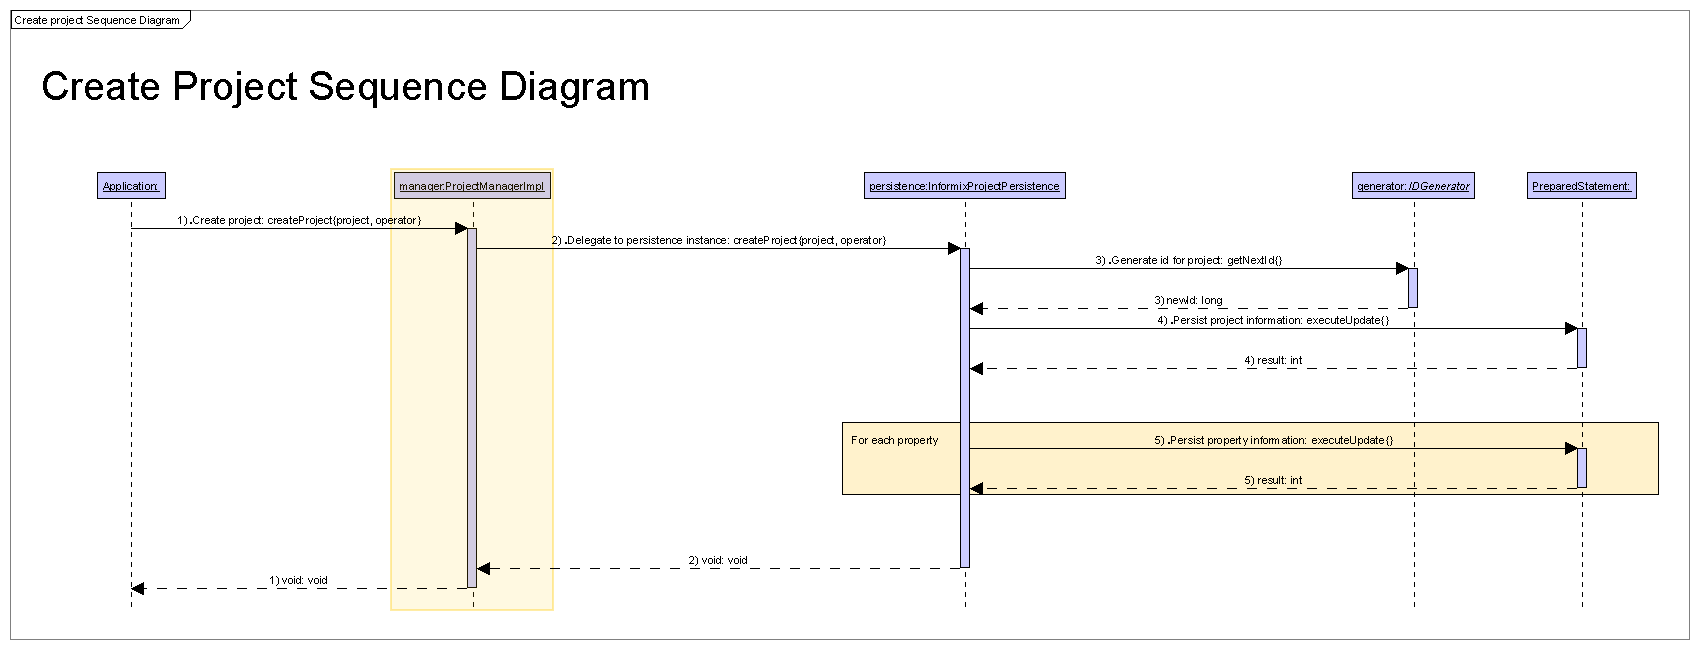 Create project Sequence Diagram
Create Project Sequence Diagram
Application:
manager:ProjectManagerImpl
persistence:InformixProjectPersistence
generator:IDGenerator
PreparedStatement:
1) .Create project: createProject{project, operator}
2) .Delegate to persistence instance: createProject{project, operator}
3) .Generate id for project: getNextId{}
3) newId: long
4) .Persist project information: executeUpdate{}
4) result: int
For each property
5) .Persist property information: executeUpdate{}
5) result: int
2) void: void
1) void: void